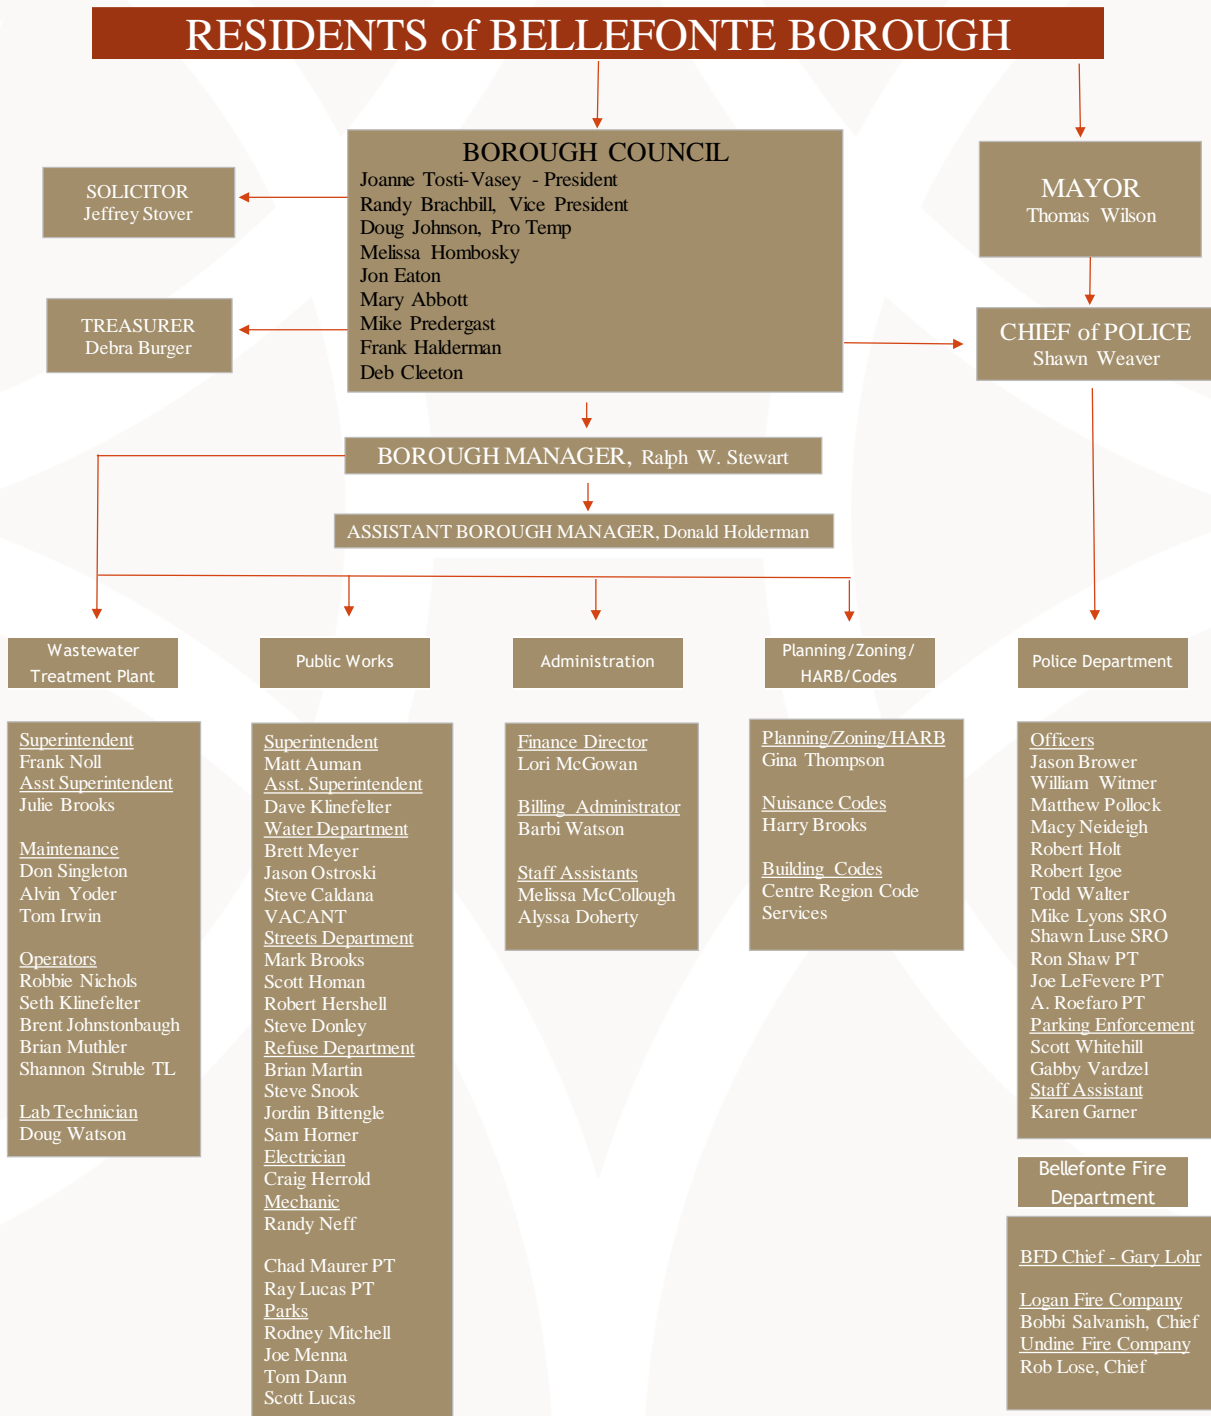 RESIDENTS of BELLEFONTE BOROUGH
BOROUGH COUNCIL
Joanne Tosti-Vasey - President
Randy Brachbill, Vice President
Doug Johnson, Pro Temp
Melissa Hombosky
Jon Eaton
Mary Abbott
Mike Predergast
Frank Halderman
Deb Cleeton
SOLICITOR
Jeffrey Stover
TREASURER
Debra Burger
MAYOR
Thomas Wilson
CHIEF of POLICE
Shawn Weaver
BOROUGH MANAGER, Ralph W. Stewart
ASSISTANT BOROUGH MANAGER, Donald Holderman
Wastewater
Treatment Plant
Superintendent
Frank Noll
Asst Superintendent
Julie Brooks
Maintenance
Don Singleton
Alvin Yoder
Tom Irwin
Operators
Robbie Nichols
Seth Klinefelter
Brent Johnstonbaugh
Brian Muthler
Shannon Struble TL
Lab Technician
Doug Watson
Public Works
Superintendent
Matt Auman
Asst. Superintendent
Dave Klinefelter
Water Department
Brett Meyer
Jason Ostroski
Steve Caldana
VACANT
Streets Department
Mark Brooks
Scott Homan
Robert Hershell
Steve Donley
Refuse Department
Brian Martin
Steve Snook
Jordin Bittengle
Sam Horner
Electrician
Craig Herrold
Mechanic
Randy Neff
Chad Maurer PT
Ray Lucas PT
Parks
Rodney Mitchell
Joe Menna
Tom Dann
Scott Lucas
Administration
Finance Director
Lori McGowan
Billing Administrator
Barbi Watson
Staff Assistants
Melissa McCollough
Alyssa Doherty
Planning/Zoning/
HARB/Codes
Planning/Zoning/HARB
Gina Thompson
Nuisance Codes
Harry Brooks
Building Codes
Centre Region Code
Services
Police Department
Officers
Jason Brower
William Witmer
Matthew Pollock
Macy Neideigh
Robert Holt
Robert Igoe
Todd Walter
Mike Lyons SRO
Shawn Luse SRO
Ron Shaw PT
Joe LeFevere PT
A. Roefaro PT
Parking Enforcement
Scott Whitehill
Gabby Vardzel
Staff Assistant
Karen Garner
Bellefonte Fire
Department
BFD Chief - Gary Lohr
Logan Fire Company
Bobbi Salvanish, Chief
Undine Fire Company
Rob Lose, Chief